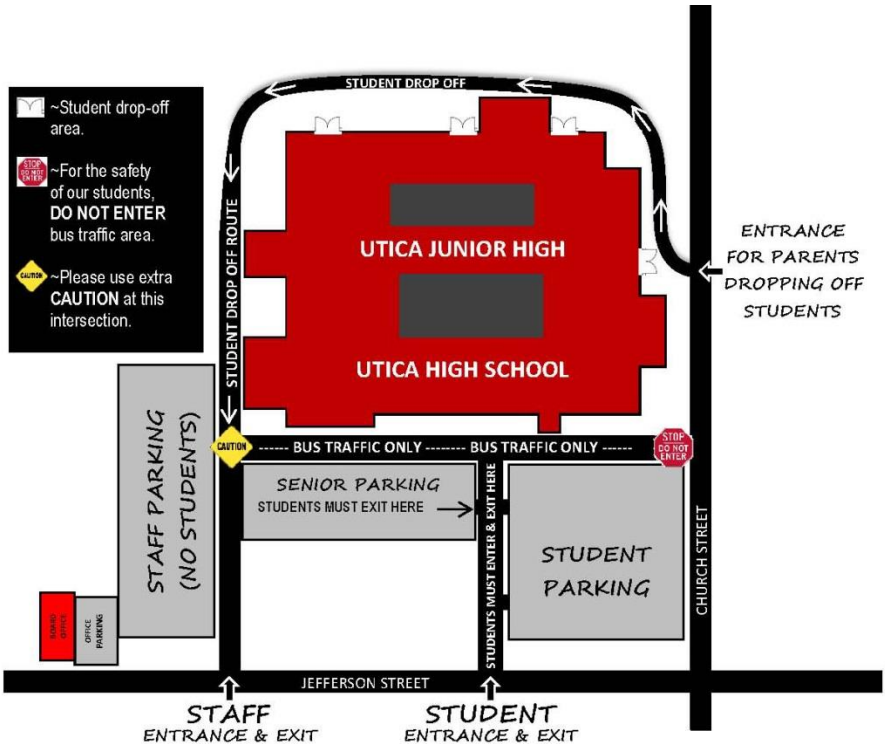 ~Student drop-off
area.
STOP
DO NOT
ENTER
~For the safety
of our students,
DO NOT ENTER
bus traffic area.
CAUTION
~Please use extra
CAUTION at this
intersection.
STUDENT DROP OFF
STUDENT DROP OFF ROUTE
UTICA JUNIOR HIGH
UTICA HIGH SCHOOL
ENTRANCE
FOR PARENTS
DROPPING OFF
STUDENTS
CAUTION
----- BUS TRAFFIC ONLY ------- BUS TRAFFIC ONLY ------
STOP
DO NOT
ENTER
STAFF PARKING
(NO STUDENTS)
SENIOR PARKING
STUDENTS MUST EXIT HERE
STUDENTS MUST ENTER & EXIT HERE
STUDENT
PARKING
CHURCH STREET
BOARD
OFFICE
OFFICE
PARKING
JEFFERSON STREET
STAFF
ENTRANCE & EXIT
STUDENT
ENTRANCE & EXIT